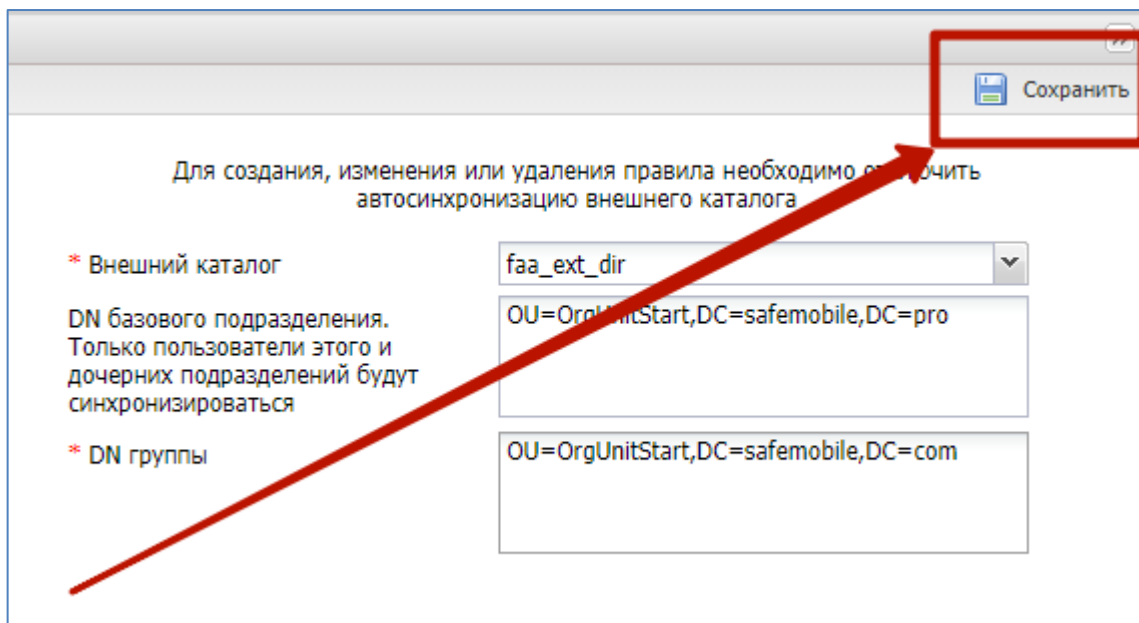 Сохранить
Для создания, изменения или удаления правила необходимо
автосинхронизацию внешнего каталога
* Внешний каталог
faa_ext_dir
DN базового подразделения.
Только пользователи этого и
дочерних подразделений будут
синхронизироваться
OU=OrgUnitStart,DC=safemobile,DC=pro
* DN группы
OU=OrgUnitStart,DC=safemobile,DC=com